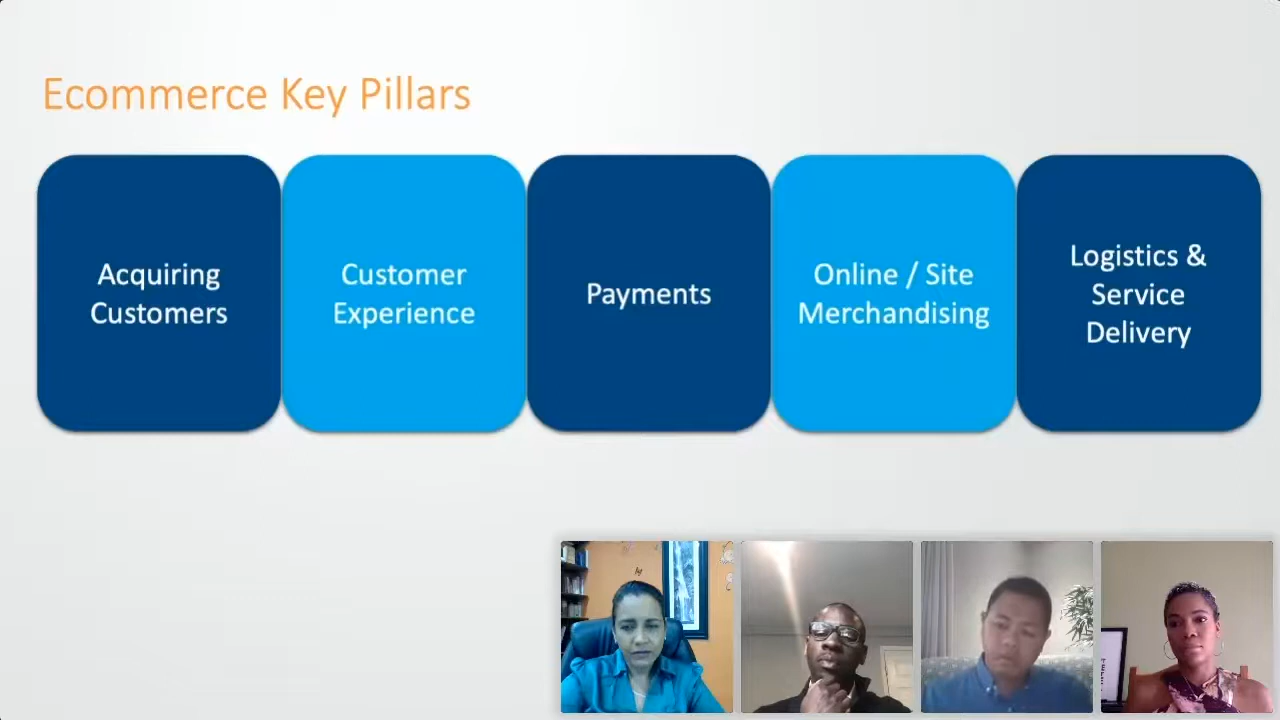 Ecommerce Key Pillars
Acquiring
Customers
Customer
Experience
Payments
Online / Site
Merchandising
Logistics &
Service
Delivery